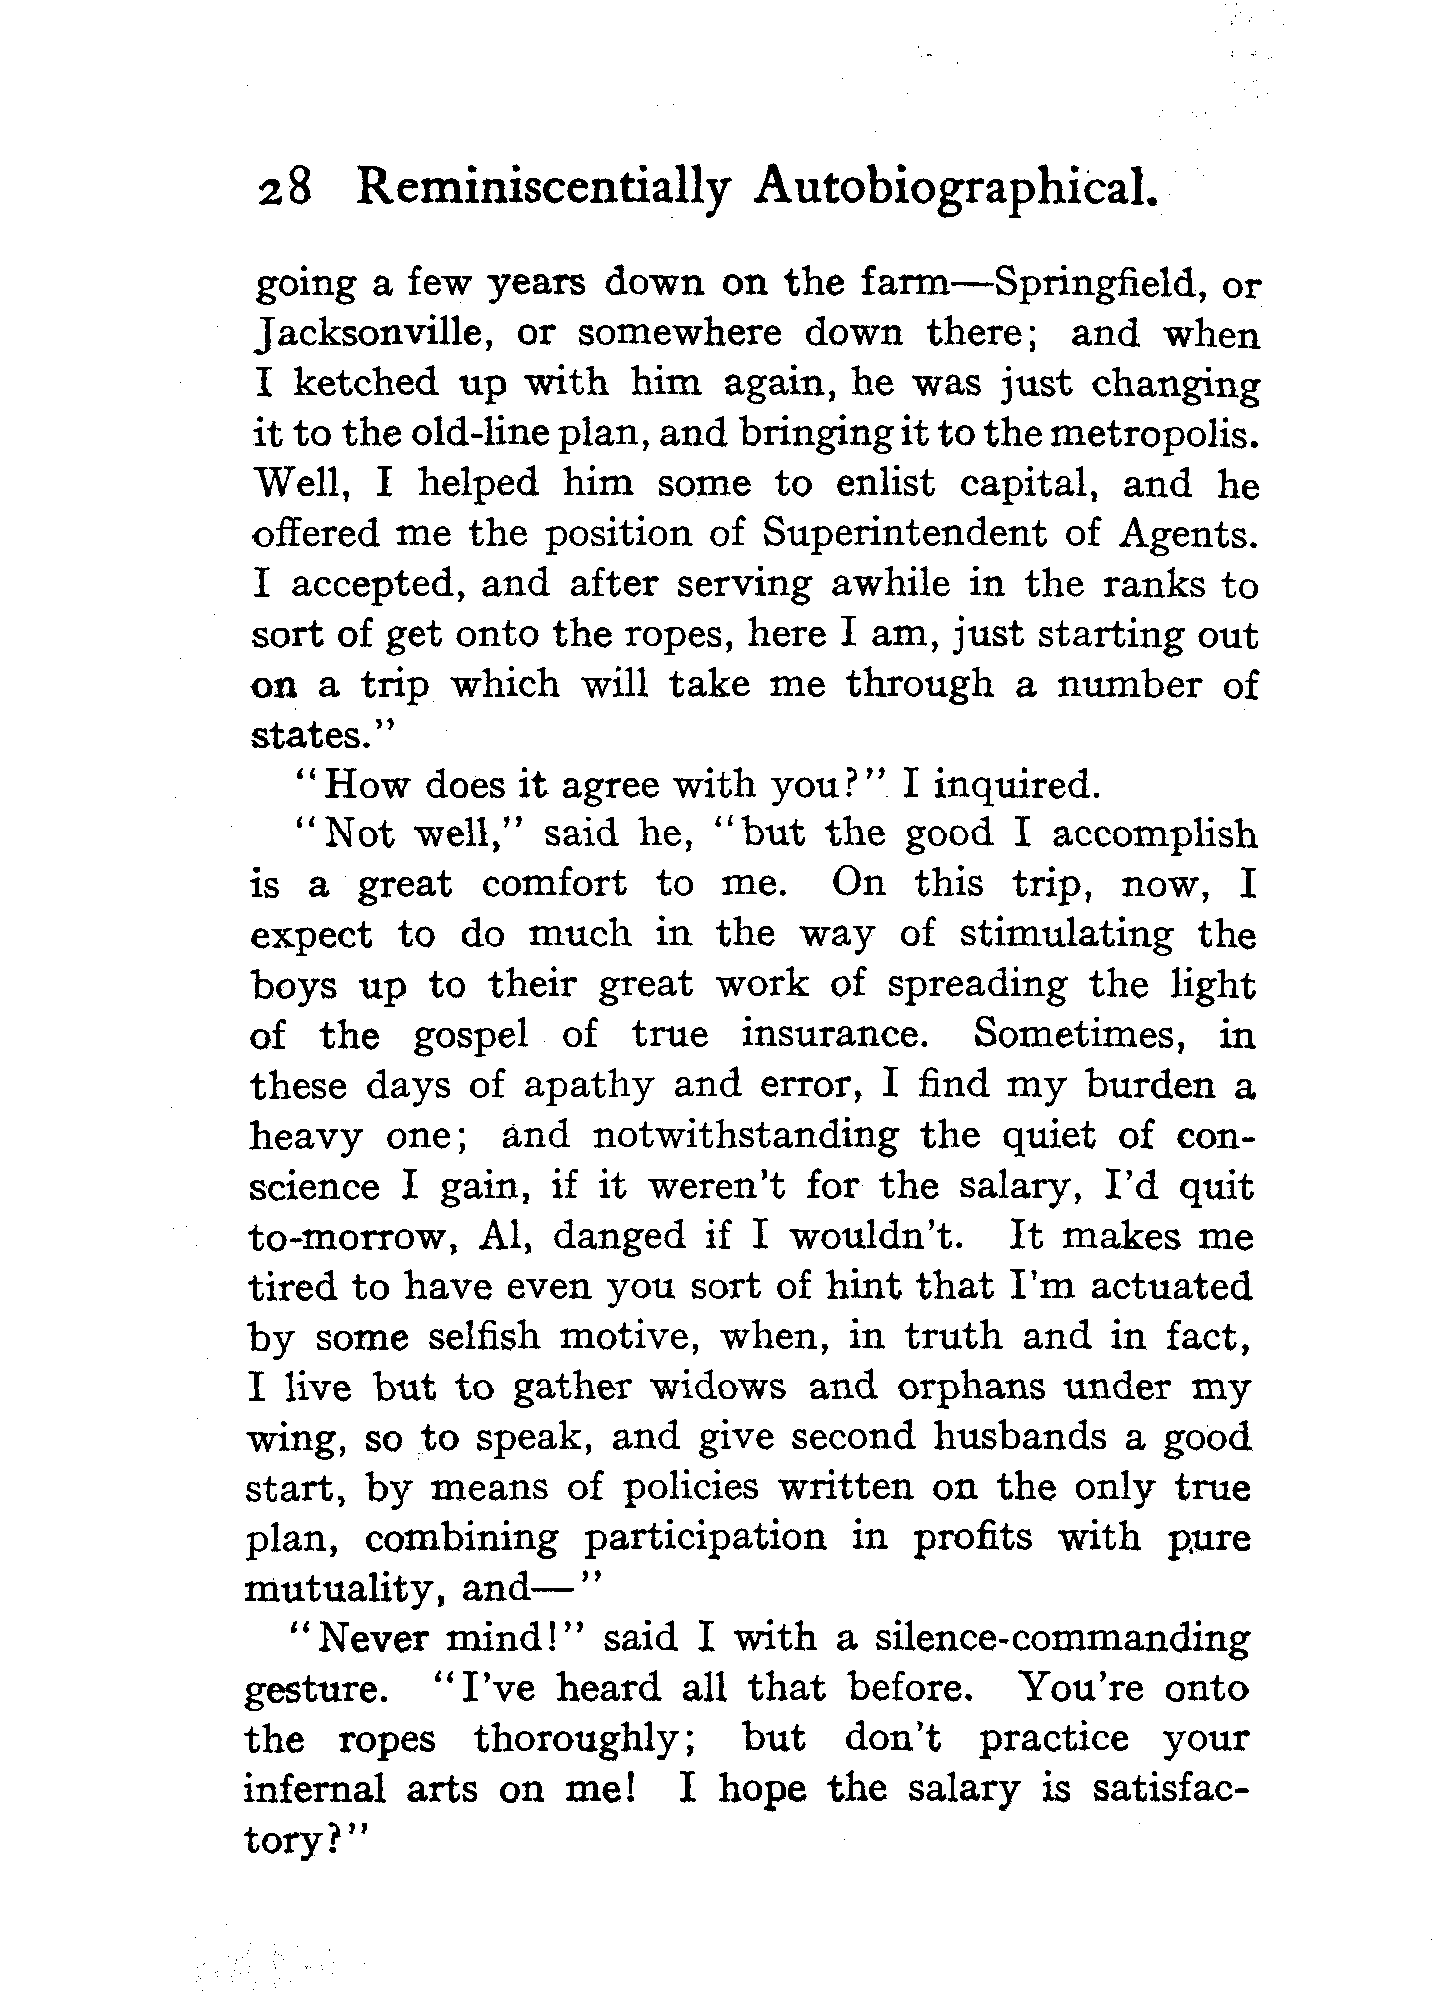 28 Reminiscentially Autobiographical.
going a few years down on the farm—Springfield, or
Jacksonville, or somewhere down there; and when
I ketched up with him again, he was just changing
it to the old-line plan, and bringing it to the metropolis.
Well, I helped him some to enlist capital, and he
offered me the position of Superintendent of Agents.
I accepted, and after serving awhile in the ranks to
sort of get onto the ropes, here I am, just starting out
on a trip which will take me through a number of
states."
"How does it agree with you?" I inquired.
"Not well," said he, "but the good I accomplish
is a great comfort to me. On this trip, now, I
expect to do much in the way of stimulating the
boys up to their great work of spreading the light
of the gospel of true insurance. Sometimes, in
these days of apathy and error, I find my burden a
heavy one; and notwithstanding the quiet of con-
science I gain, if it weren't for the salary, I'd quit
to-morrow, Al, danged if I wouldn't. It makes me
tired to have even you sort of hint that I'm actuated
by some selfish motive, when, in truth and in fact,
I live but to gather widows and orphans under my
wing, so to speak, and give second husbands a good
start, by means of policies written on the only true
plan, combining participation in profits with pure
mutuality, and—"
"Never mind!" said I with a silence-commanding
gesture. "I've heard all that before. You're onto
the ropes thoroughly; but don't practice your
infernal arts on me! I hope the salary is satisfac-
tory?"